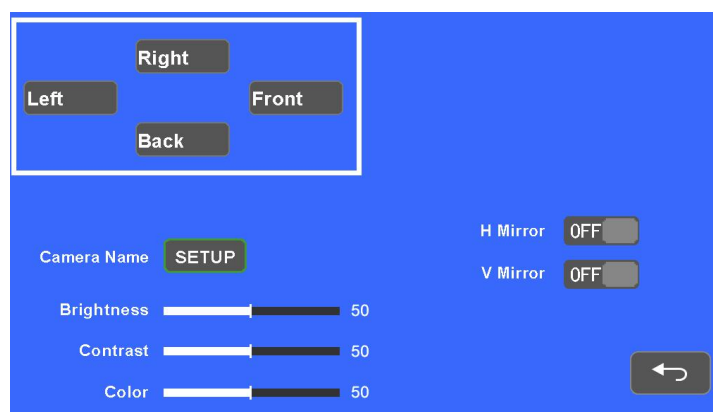 Right
Left Front
Back
H Mirror OFF
Camera Name SETUP
V Mirror OFF
Brightness 50
Contrast 50
Color 50